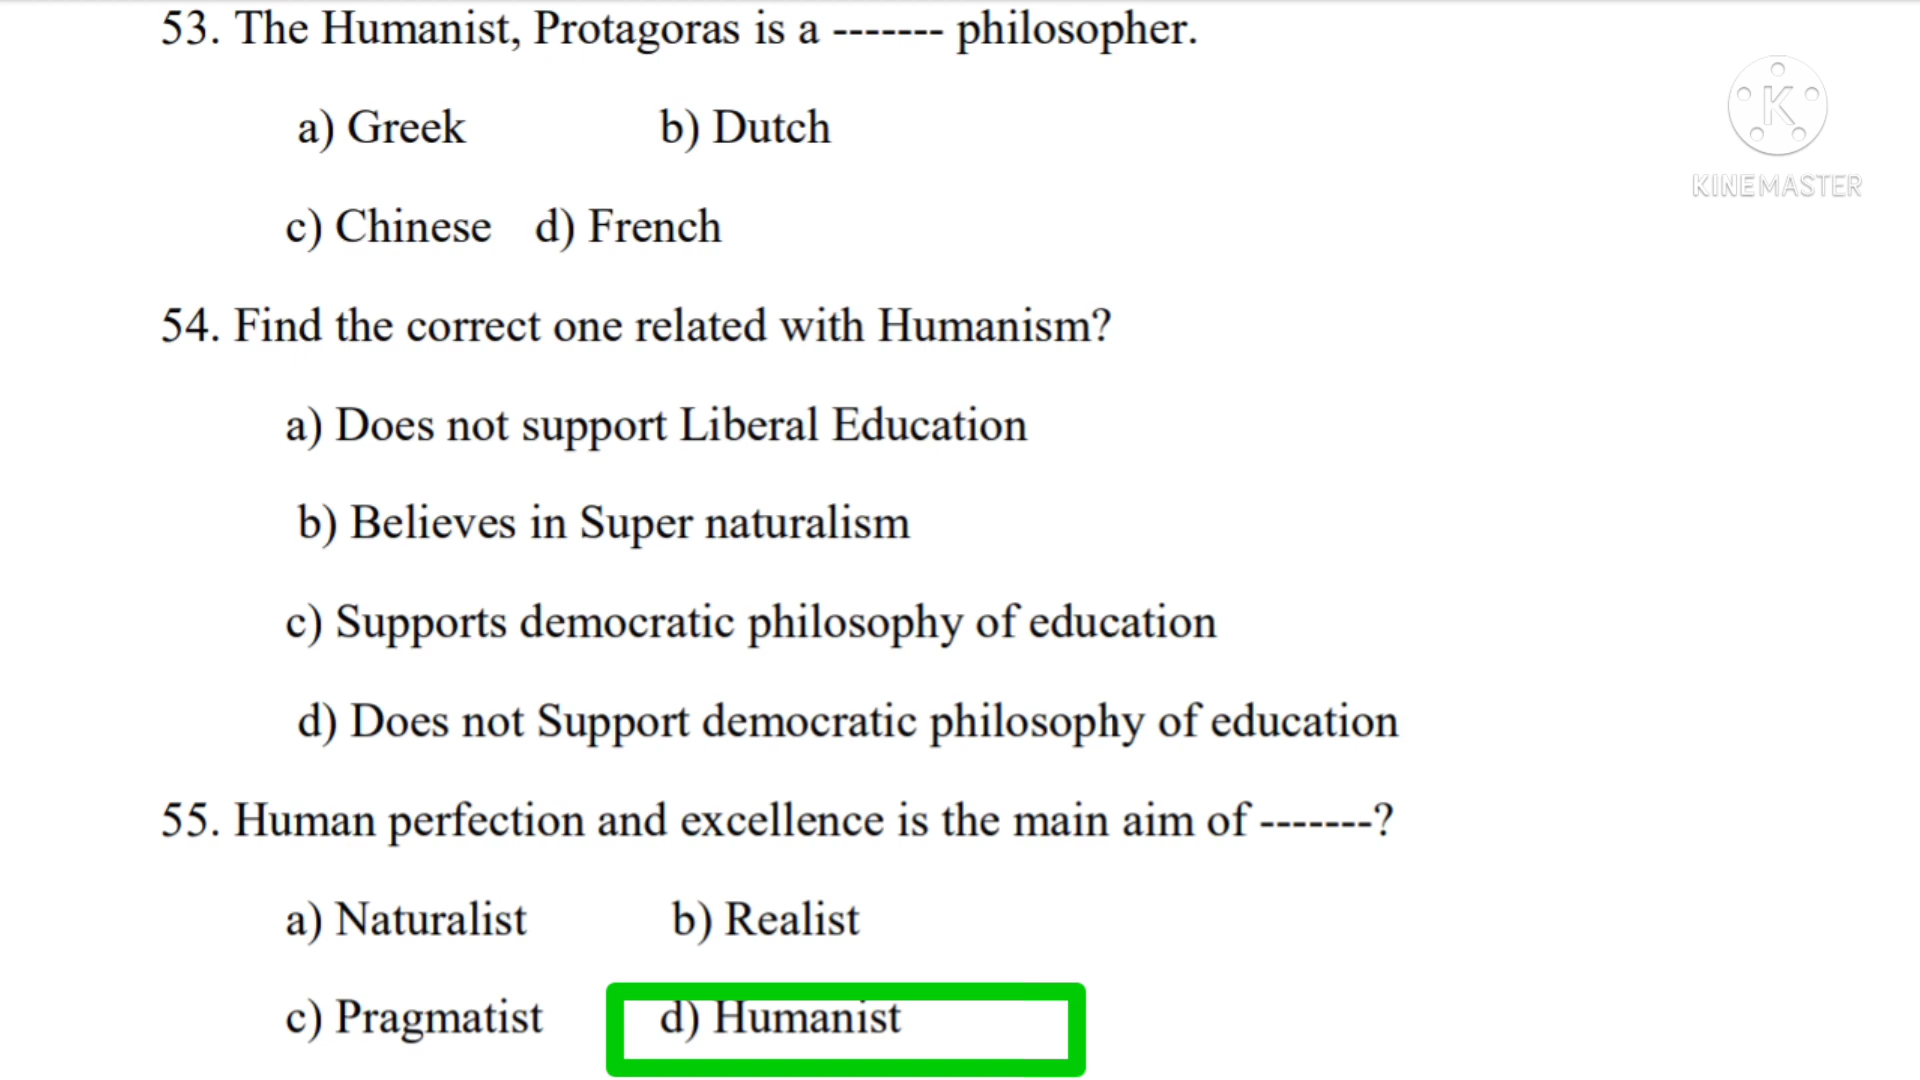 53. The Humanist, Protagoras is a ------- philosopher.
a) Greek b) Dutch
c) Chinese d) French
54. Find the correct one related with Humanism?
a) Does not support Liberal Education
b) Believes in Super naturalism
c) Supports democratic philosophy of education
d) Does not Support democratic philosophy of education
55. Human perfection and excellence is the main aim of -------?
a) Naturalist b) Realist
c) Pragmatist d) Humanist
K
KINEMASTER